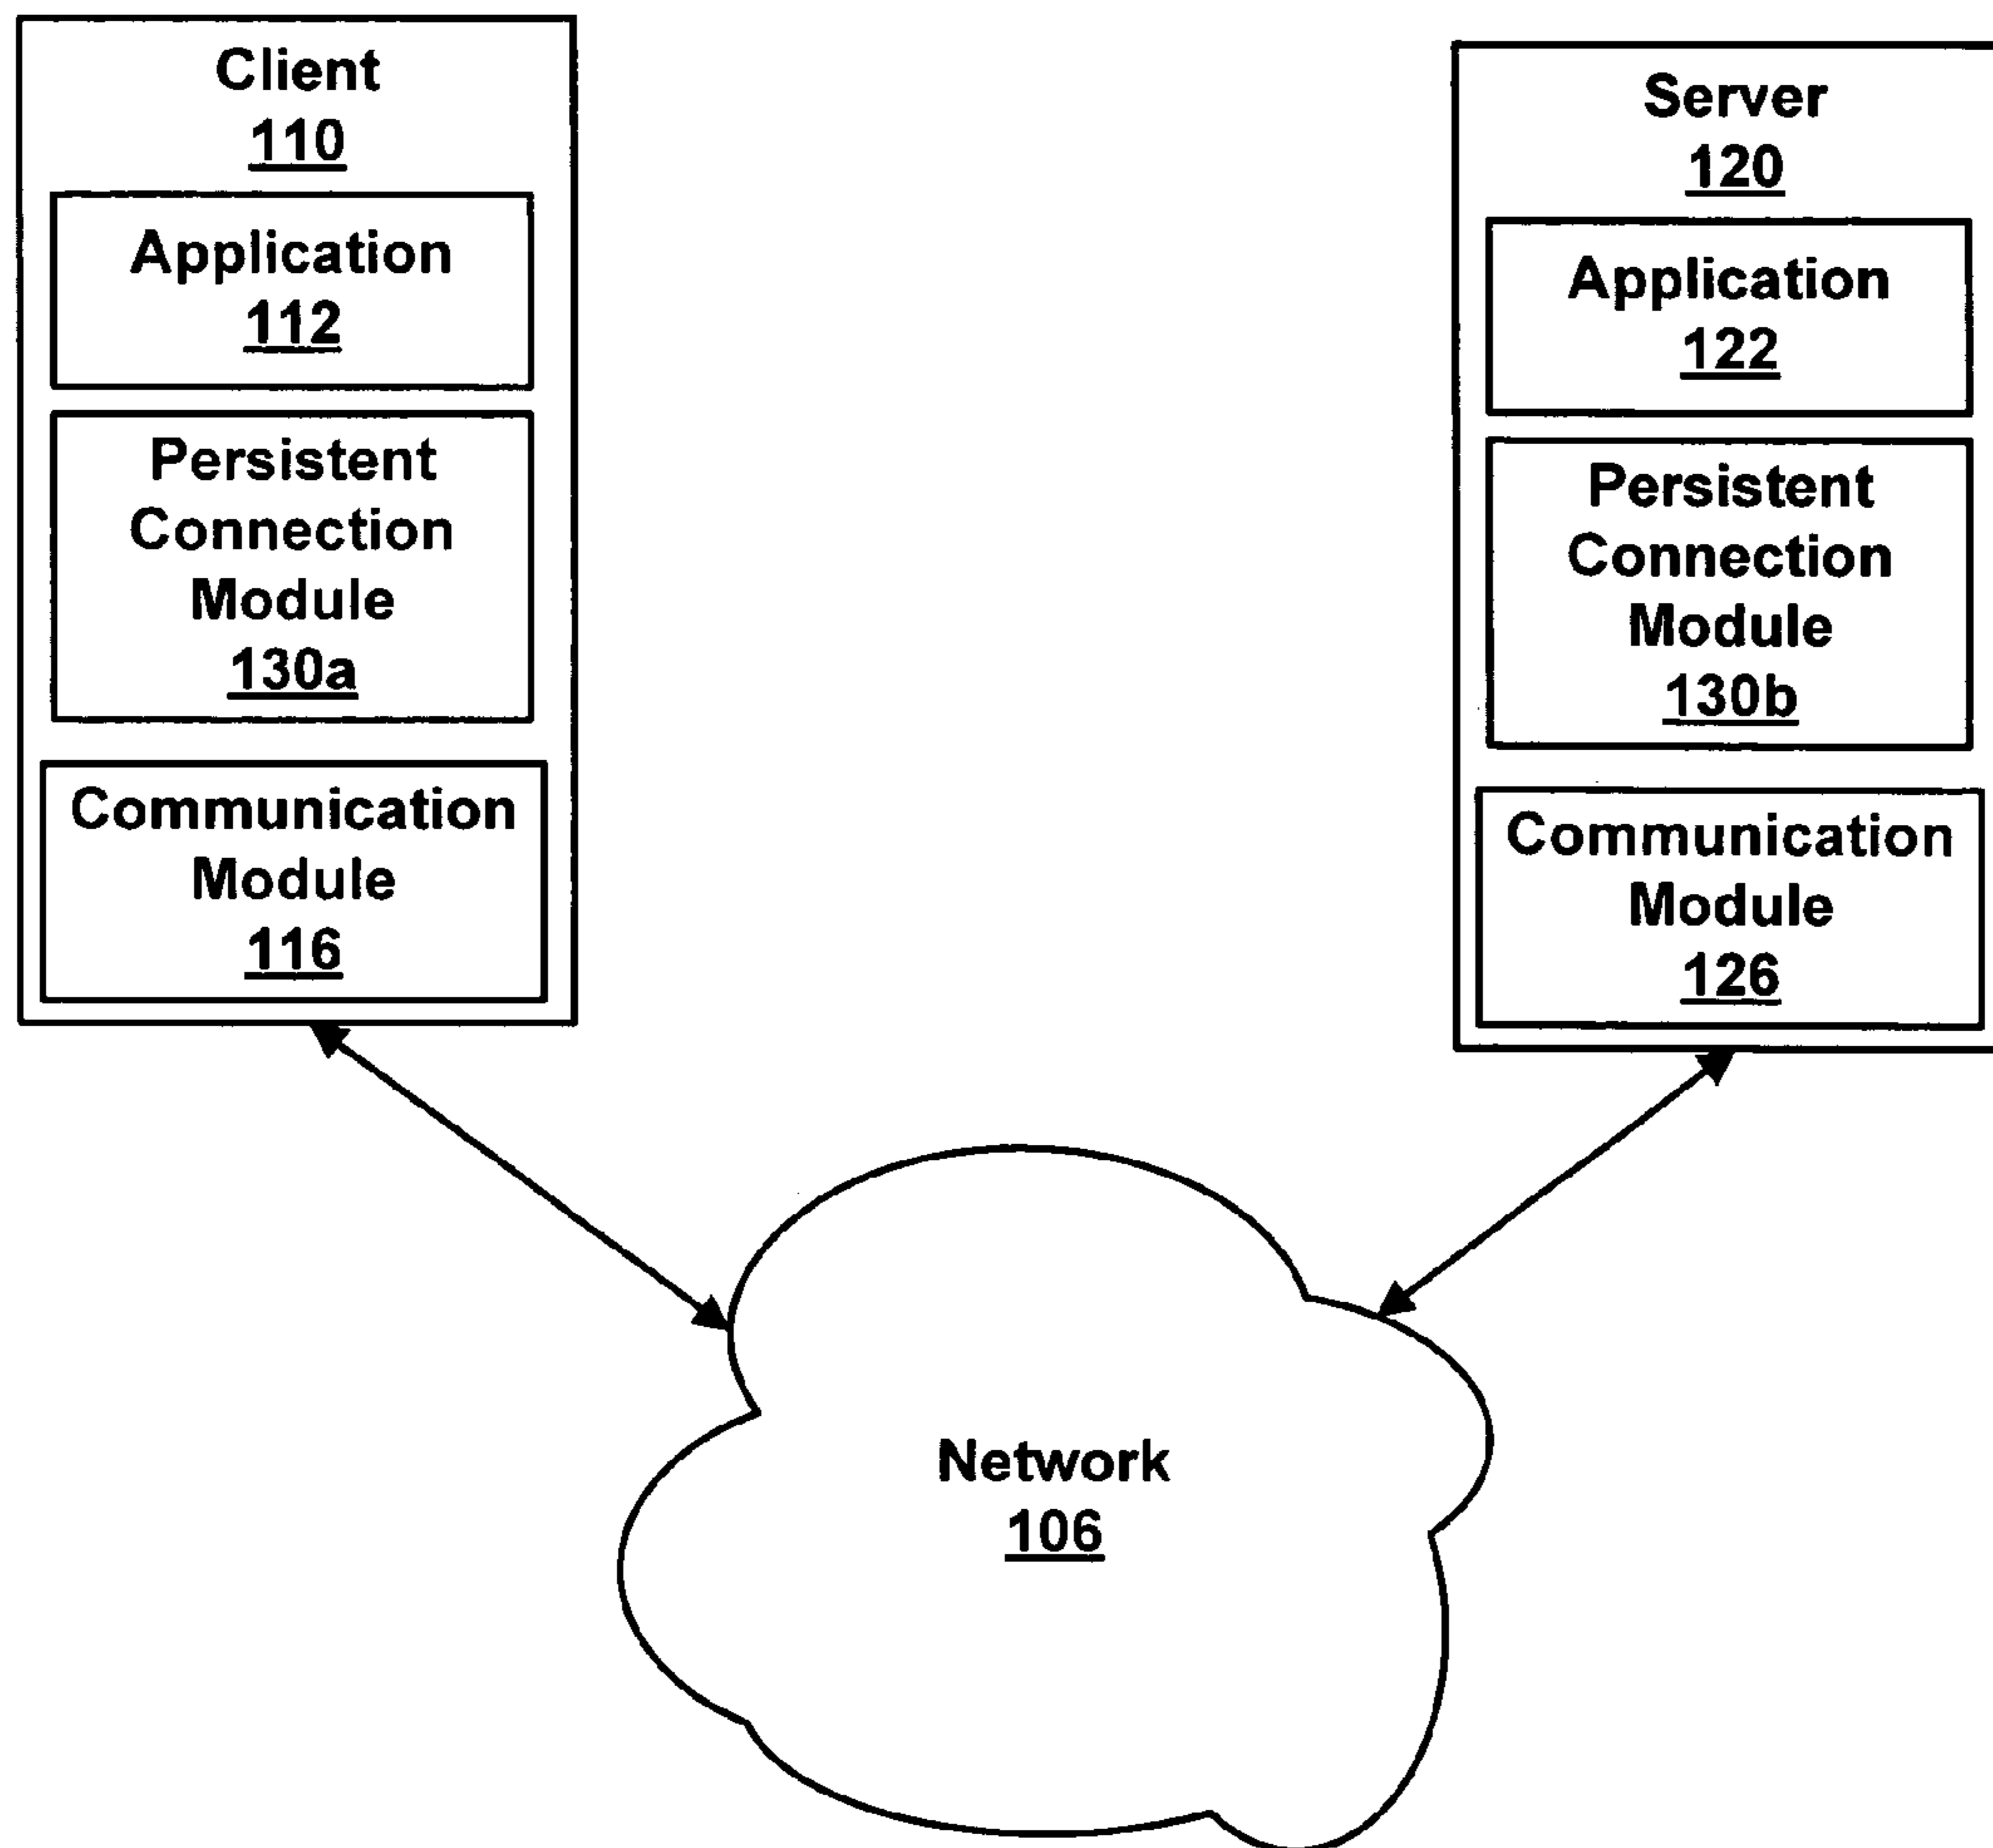 Client
110
Application
112
Persistent
Connection
Module
130a
Communication
Module
116
Server
120
Application
122
Persistent
Connection
Module
130b
Communication
Module
126
Network
106